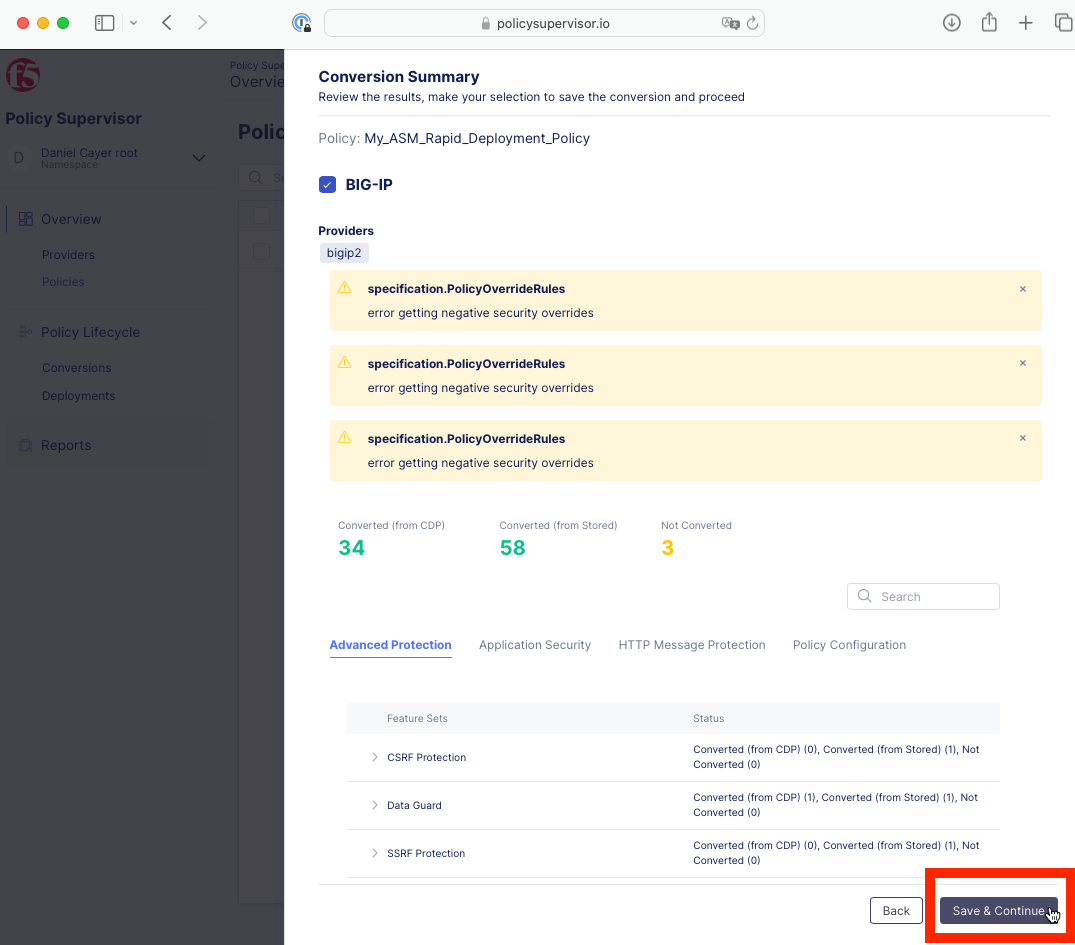 policysupervisor.io
f5
Policy Supe
Overvie
Policy Supervisor
D
Daniel Cayer root
Namespace
Polic
Se
Overview
Providers
Policies
Policy Lifecycle
Conversions
Deployments
Reports
Conversion Summary
Review the results, make your selection to save the conversion and proceed
Policy: My_ASM_Rapid_Deployment_Policy
BIG-IP
Providers
bigip2
specification.PolicyOverrideRules
×
error getting negative security overrides
specification.PolicyOverrideRules
×
error getting negative security overrides
specification.PolicyOverrideRules
×
error getting negative security overrides
Converted (from CDP) Converted (from Stored) Not Converted
34 58 3
Search
Advanced Protection Application Security HTTP Message Protection Policy Configuration
Feature Sets Status
CSRF Protection Converted (from CDP) (0), Converted (from Stored) (1), Not
Converted (0)
Data Guard Converted (from CDP) (1), Converted (from Stored) (1), Not
Converted (0)
SSRF Protection Converted (from CDP) (0), Converted (from Stored) (1), Not
Converted (0)
Back Save & Continue